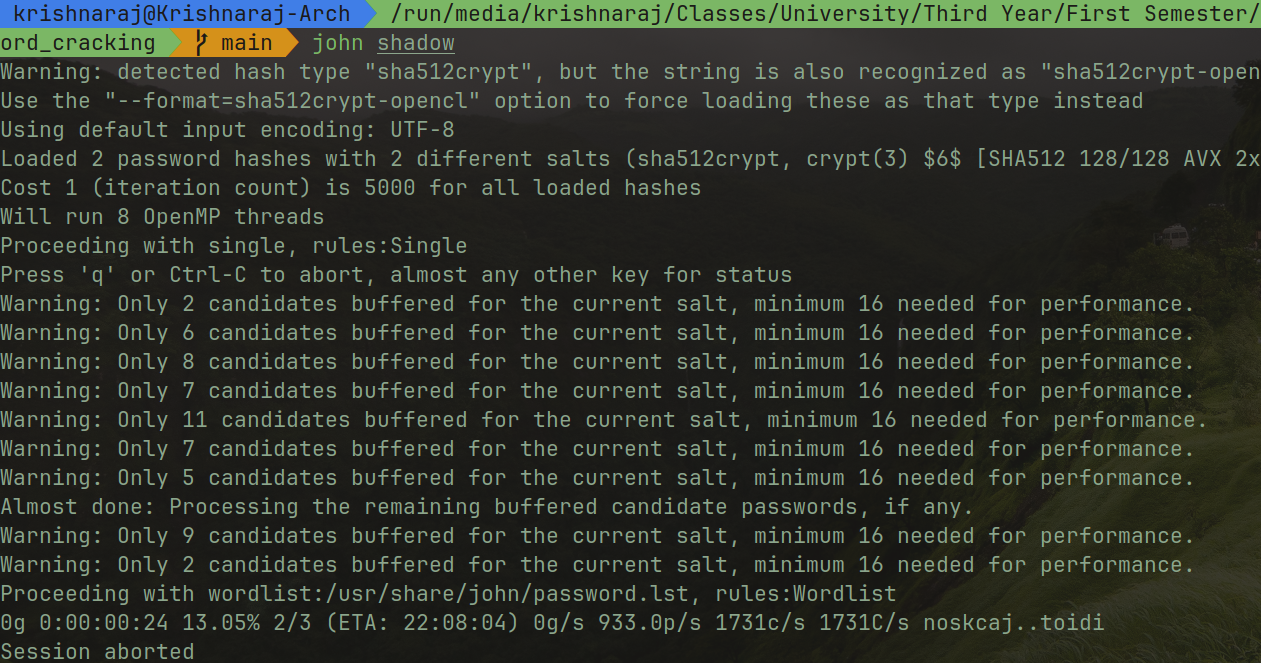 krishnaraj@Krishnaraj-Arch /run/media/krishnaraj/Classes/University/Third Year/First Semester/
ord_cracking main john shadow
Warning: detected hash type "sha512crypt", but the string is also recognized as "sha512crypt-open
Use the "--format=sha512crypt-opencl" option to force loading these as that type instead
Using default input encoding: UTF-8
Loaded 2 password hashes with 2 different salts (sha512crypt, crypt(3) $6$ [SHA512 128/128 AVX 2x
Cost 1 (iteration count) is 5000 for all loaded hashes
Will run 8 OpenMP threads
Proceeding with single, rules:Single
Press 'q' or Ctrl-C to abort, almost any other key for status
Warning: Only 2 candidates buffered for the current salt, minimum 16 needed for performance.
Warning: Only 6 candidates buffered for the current salt, minimum 16 needed for performance.
Warning: Only 8 candidates buffered for the current salt, minimum 16 needed for performance.
Warning: Only 7 candidates buffered for the current salt, minimum 16 needed for performance.
Warning: Only 11 candidates buffered for the current salt, minimum 16 needed for performance.
Warning: Only 7 candidates buffered for the current salt, minimum 16 needed for performance.
Warning: Only 5 candidates buffered for the current salt, minimum 16 needed for performance.
Almost done: Processing the remaining buffered candidate passwords, if any.
Warning: Only 9 candidates buffered for the current salt, minimum 16 needed for performance.
Warning: Only 2 candidates buffered for the current salt, minimum 16 needed for performance.
Proceeding with wordlist:/usr/share/john/password.lst, rules:Wordlist
0g 0:00:00:24 13.05% 2/3 (ETA: 22:08:04) 0g/s 933.0p/s 1731c/s 1731C/s noskcaj..toidi
Session aborted